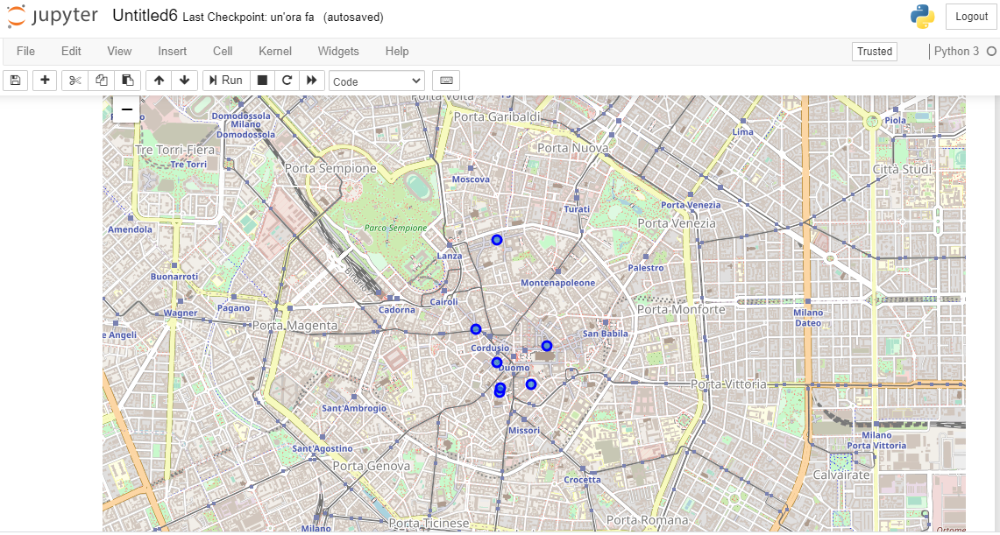 jupyter Untitled6 Last Checkpoint: un'ora fa (autosaved)
Logout
File Edit View Insert Cell Kernel Widgets Help
Trusted
Python 3
Run
Code
Porta Volta
Porta Garibaldi
Domodossola
Milano
Domodossola
Piola
Lima
Tre Torri-Fiera
Tre Torri
Porta Nuova
Porta Sempione
Città Studi
Moscova
Turati
Porta Venezia
Porta Venezia
Amendola
Parco Sempione
Lanza
Palestro
Buonarroti
Montenapoleone
Cairoli
Cadorna
Pagano
Wagner
Porta Monforte
Milano
Dateo
Porta Magenta
e Angeli
San Babila
Cordusio
Duomo
Porta Vittoria
Sant'Ambrogio
Missori
Milano
Porta Vittoria
Sant'Agostino
Porta Genova
Crocetta
Calvairate
Porta Ticinese
Porta Romana
Milano